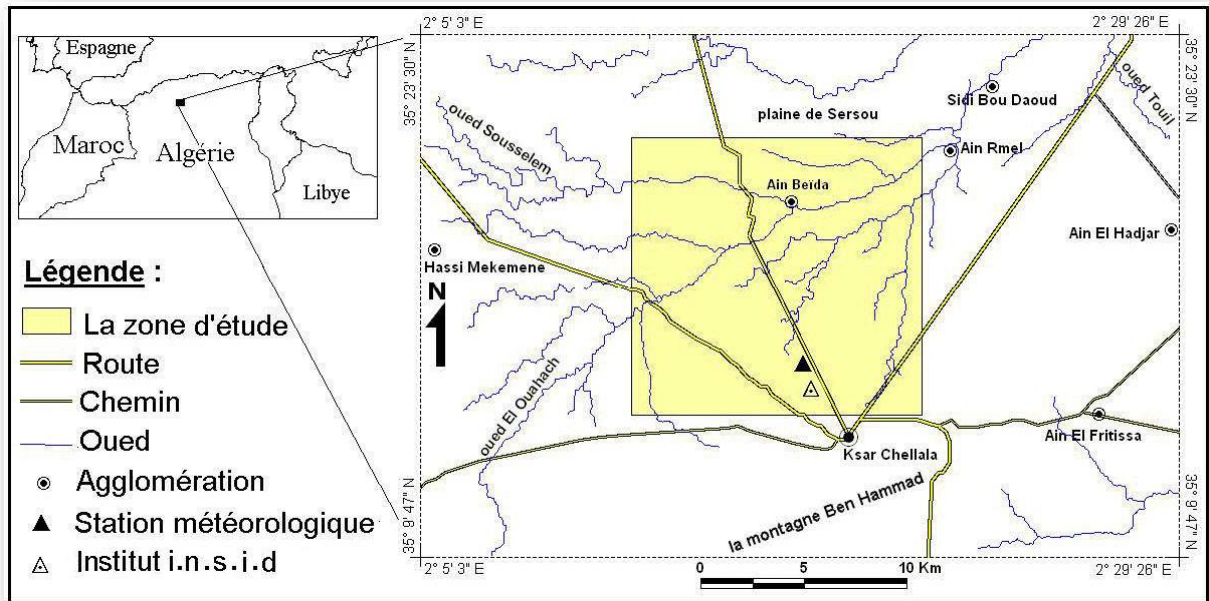 Espagne
Maroc
Algérie
Libye
Légende :
La zone d'étude
Route
Chemin
Oued
Agglomération
Station météorologique
Institut i.n.s.i.d
2° 5' 3" E
2° 29' 26" E
35° 23' 30" N
35° 23' 30" N
oued Sousselem
plaine de Sersou
Sidi Bou Daoud
oued Touil
Ain Rmel
Ain Beïda
Ain El Hadjar
Hassi Mekemene
N
oued El Ouahach
Ksar Chellala
Ain El Fritissa
la montagne Ben Hammad
35° 9' 47" N
35° 9' 47" N
2° 5' 3" E
2° 29' 26" E
0 5 10 Km